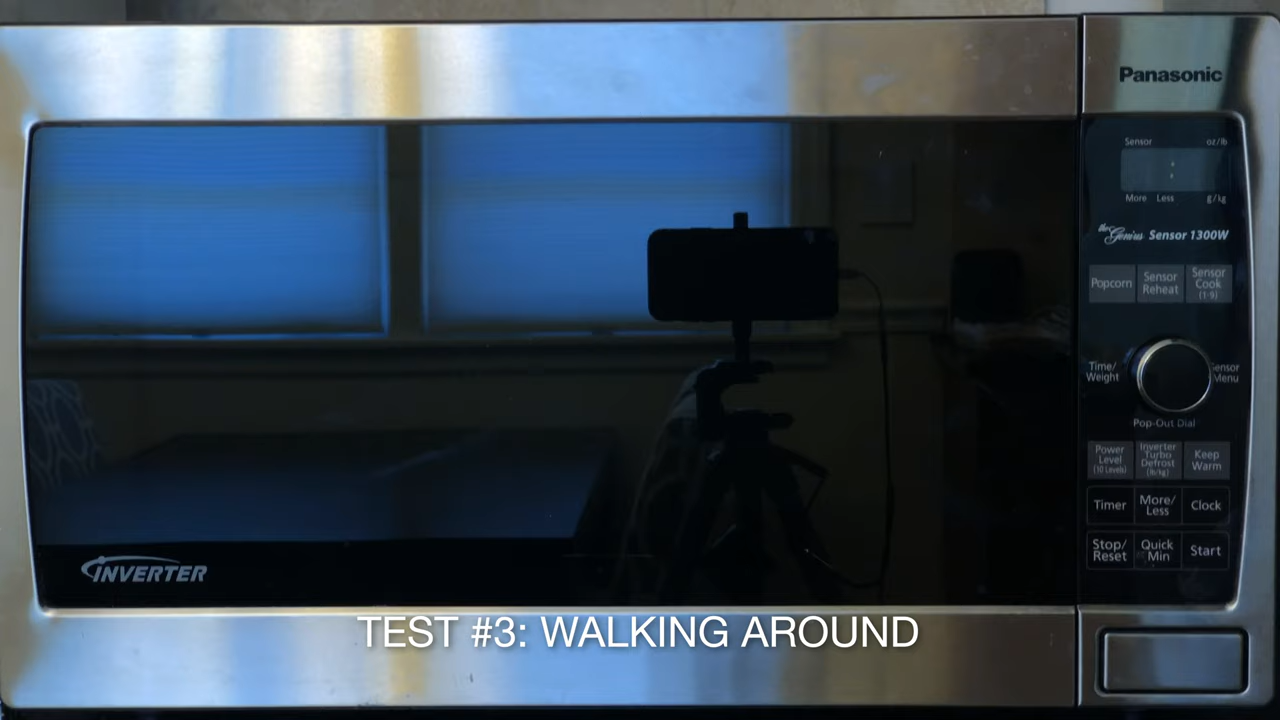 Panasonic
Sensor oz/lb
:
More Less g/kg
the Genius Sensor 1300W
Popcorn
Sensor
Reheat
Sensor
Cook
(1-9)
Time/
Weight
Sensor
Menu
Pop-Out Dial
Power
Level
(10 Levels)
Inverter
Turbo
Defrost
(lb/kg)
Keep
Warm
Timer
More/
Less
Clock
Stop/
Reset
Quick
Min
Start
INVERTER
TEST #3: WALKING AROUND